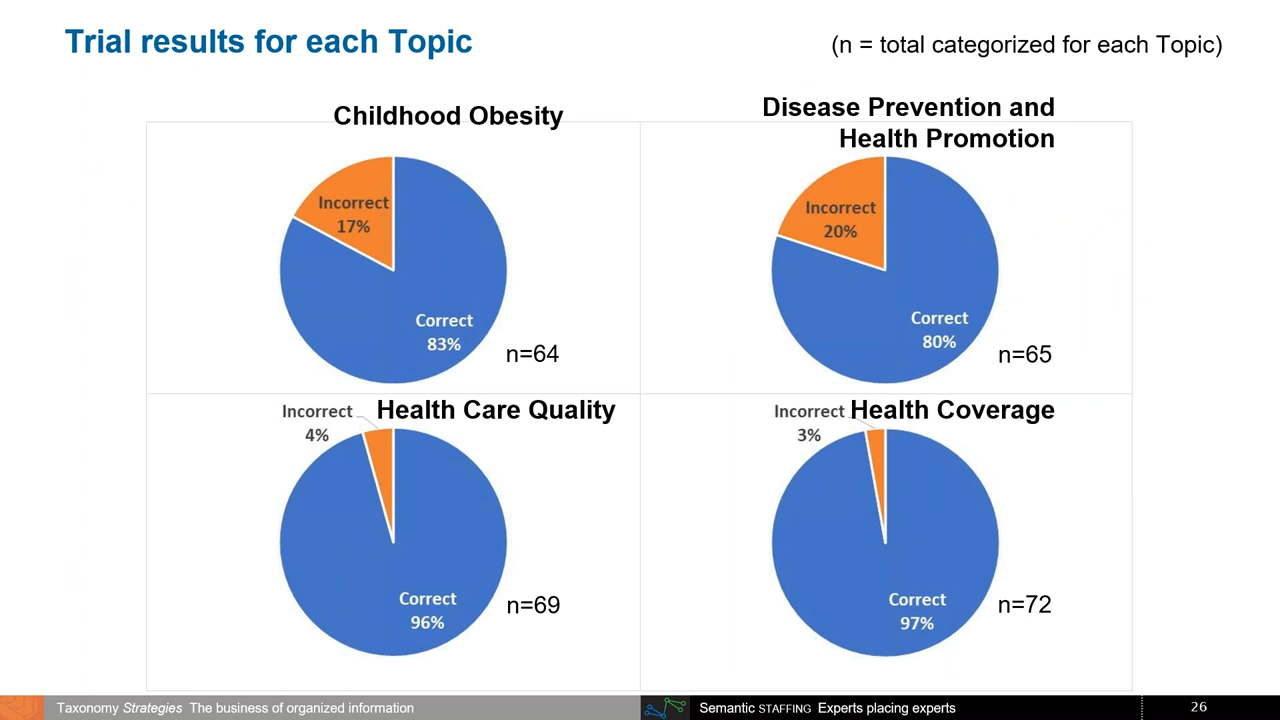 Trial results for each Topic
(n = total categorized for each Topic)
Childhood Obesity
Incorrect
17%
Correct
83%
n=64
Disease Prevention and
Health Promotion
Incorrect
20%
Correct
80%
n=65
Health Care Quality
Incorrect
4%
Correct
96%
n=69
Health Coverage
Incorrect
3%
Correct
97%
n=72
Taxonomy Strategies The business of organized information
Semantic STAFFING Experts placing experts
26